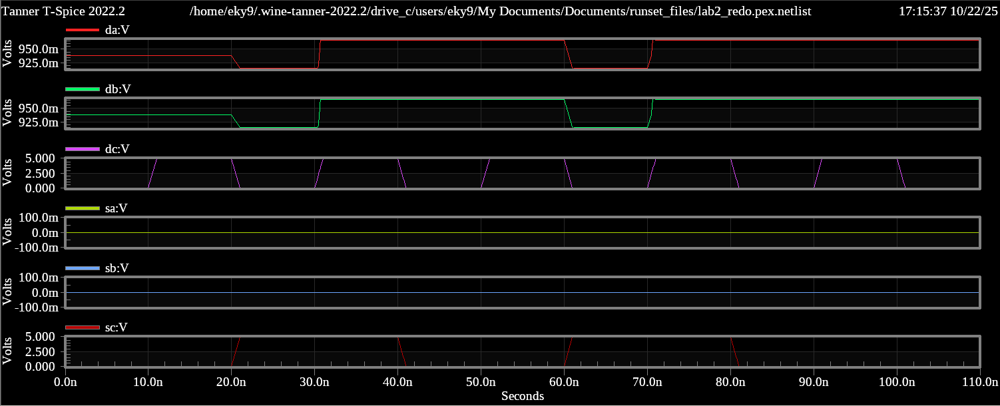 Tanner T-Spice 2022.2 /home/eky9/.wine-tanner-2022.2/drive_c/users/eky9/My Documents/Documents/runset_files/lab2_redo.pex.netlist 17:15:37 10/22/25
da:V
Volts
950.0m
925.0m
db:V
Volts
950.0m
925.0m
dc:V
Volts
5.000
2.500
0.000
sa:V
Volts
100.0m
0.0m
-100.0m
sb:V
Volts
100.0m
0.0m
-100.0m
sc:V
Volts
5.000
2.500
0.000
0.0n 10.0n 20.0n 30.0n 40.0n 50.0n 60.0n 70.0n 80.0n 90.0n 100.0n 110.0n
Seconds